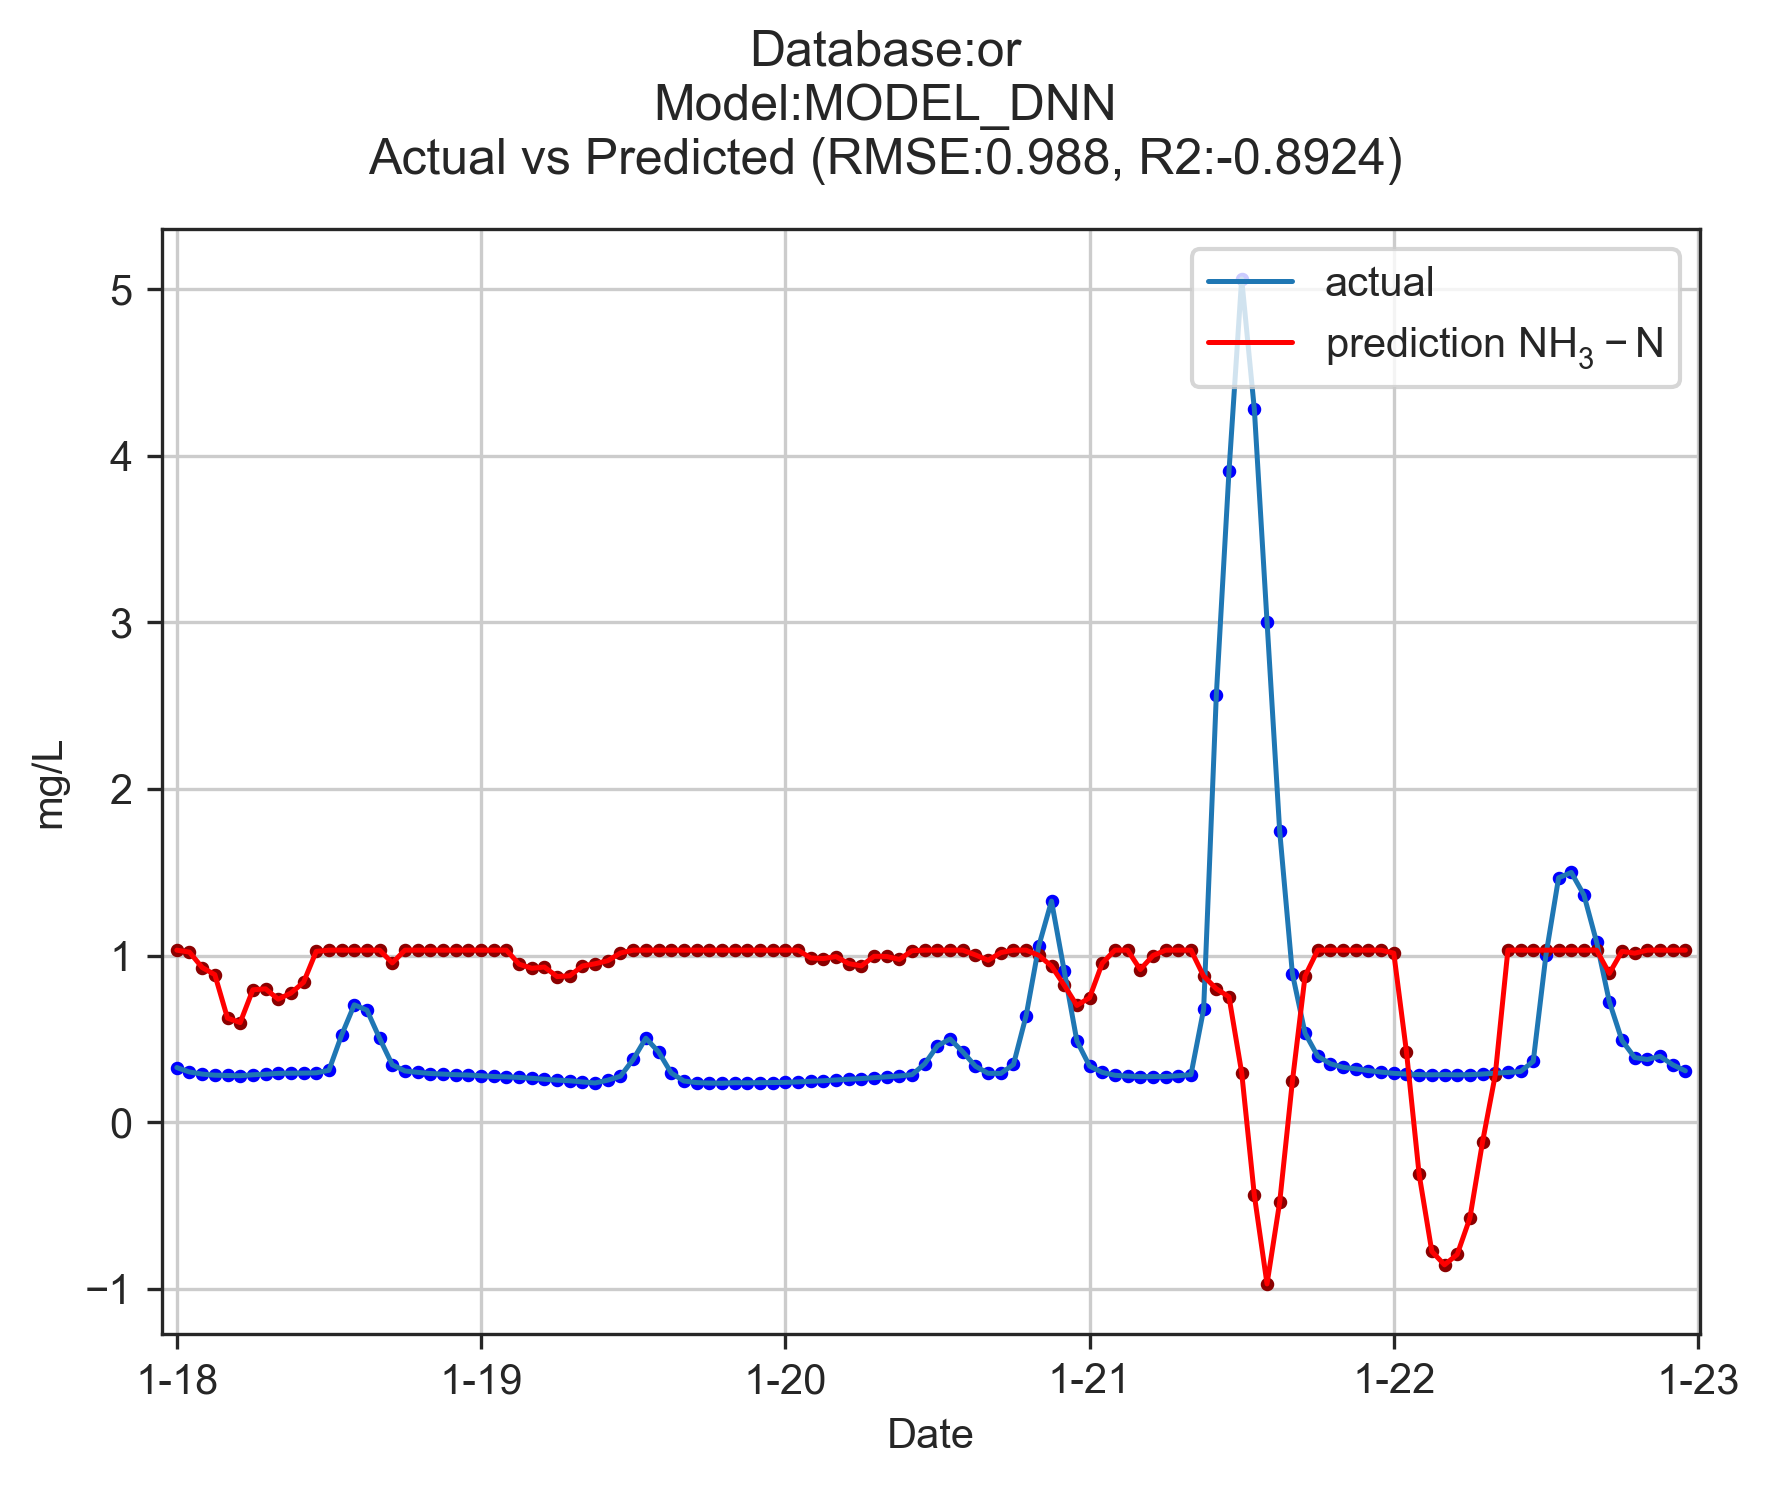 Database:or
Model:MODEL_DNN
Actual vs Predicted (RMSE:0.988, R2:-0.8924)
actual
prediction NH₃ − N
5
4
3
2
1
0
−1
mg/L
1-18 1-19 1-20 1-21 1-22 1-23
Date